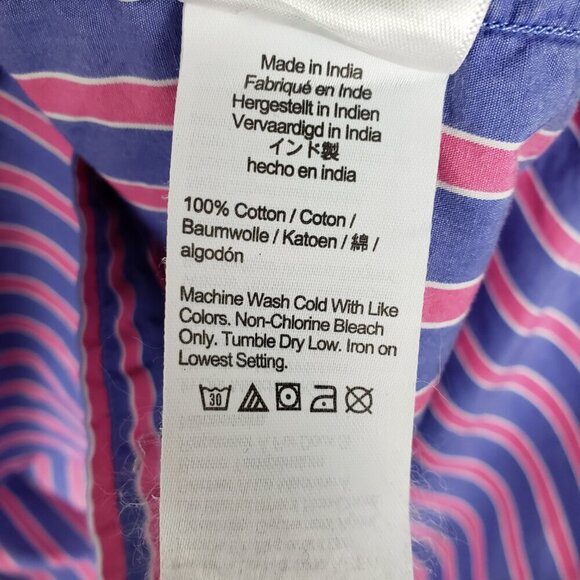 Made in India
Fabriqué en Inde
Hergestellt in Indien
Vervaardigd in India
インド製
hecho en india
100% Cotton / Coton /
Baumwolle / Katoen / 綿 /
algodón
Machine Wash Cold With Like
Colors. Non-Chlorine Bleach
Only. Tumble Dry Low. Iron on
Lowest Setting.
30